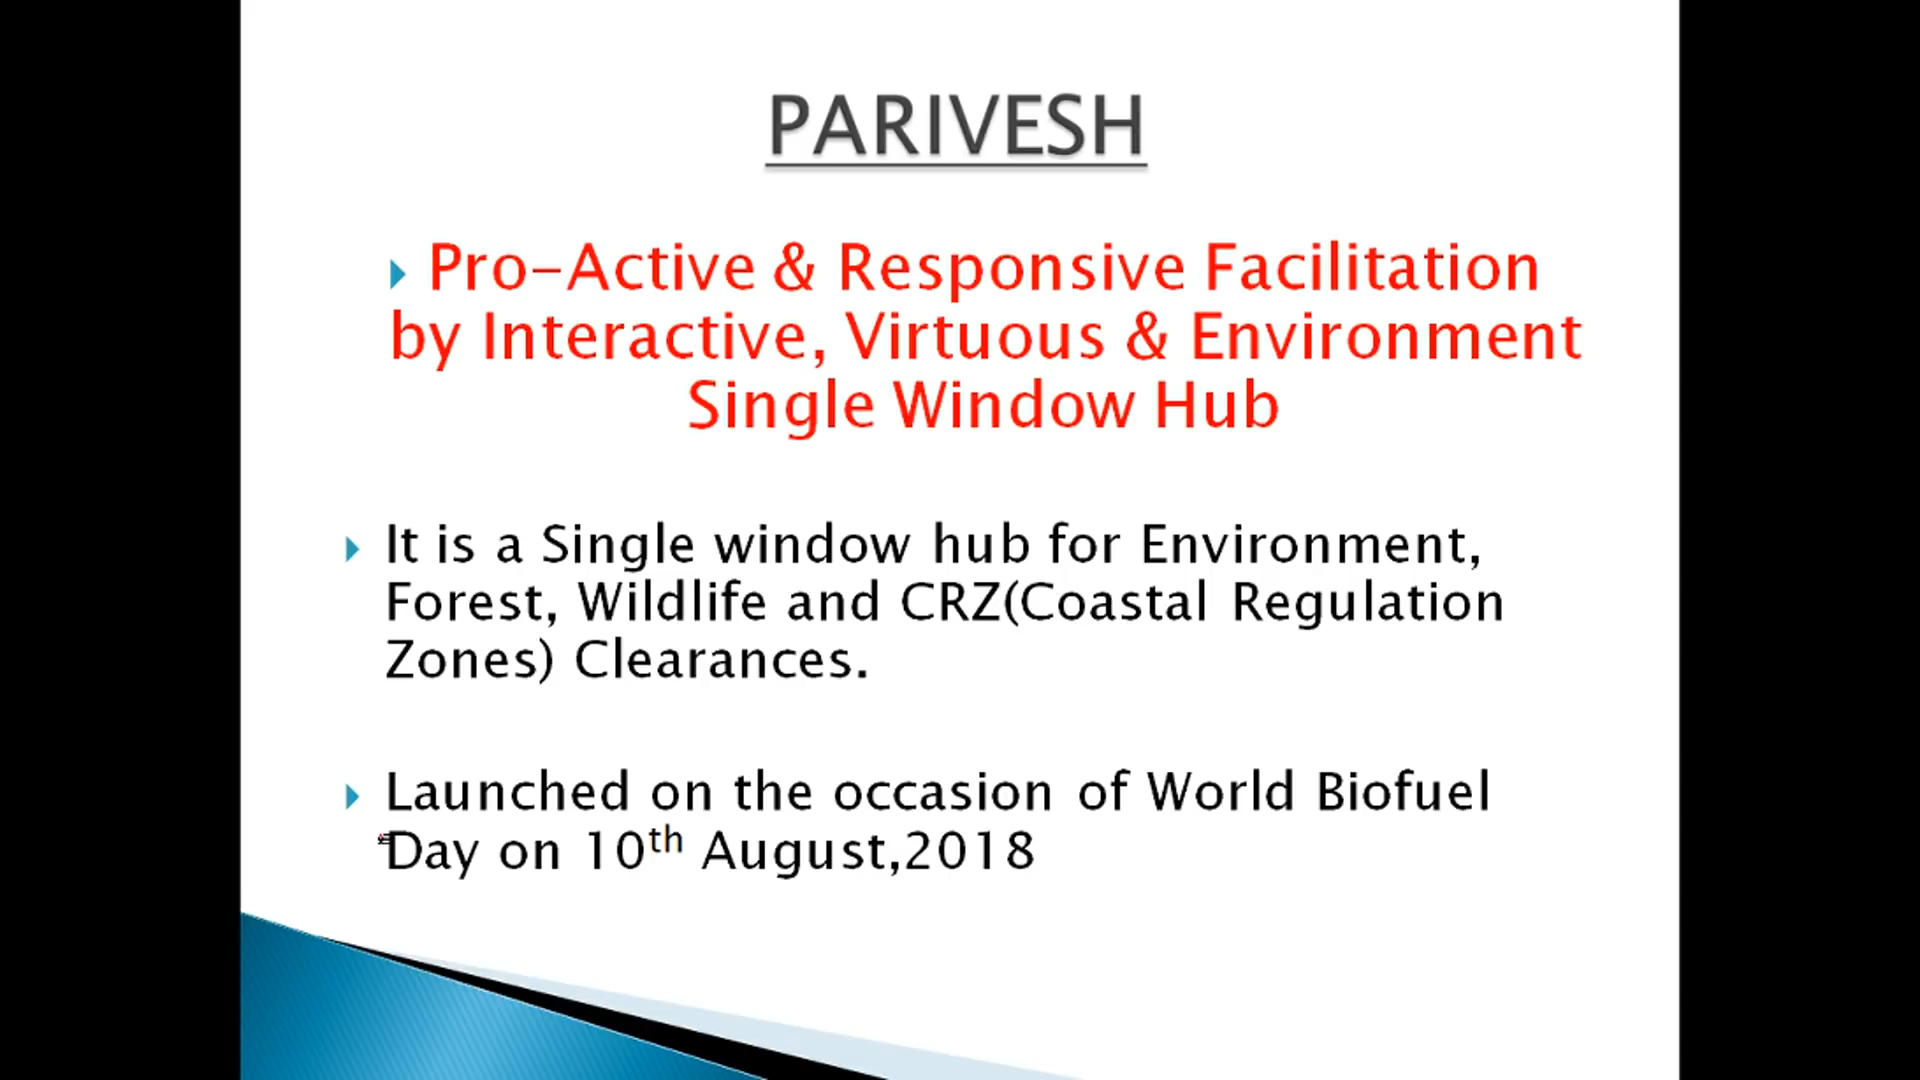 PARIVESH
Pro-Active & Responsive Facilitation
by Interactive, Virtuous & Environment
Single Window Hub
It is a Single window hub for Environment,
Forest, Wildlife and CRZ(Coastal Regulation
Zones) Clearances.
Launched on the occasion of World Biofuel
Day on 10th August,2018